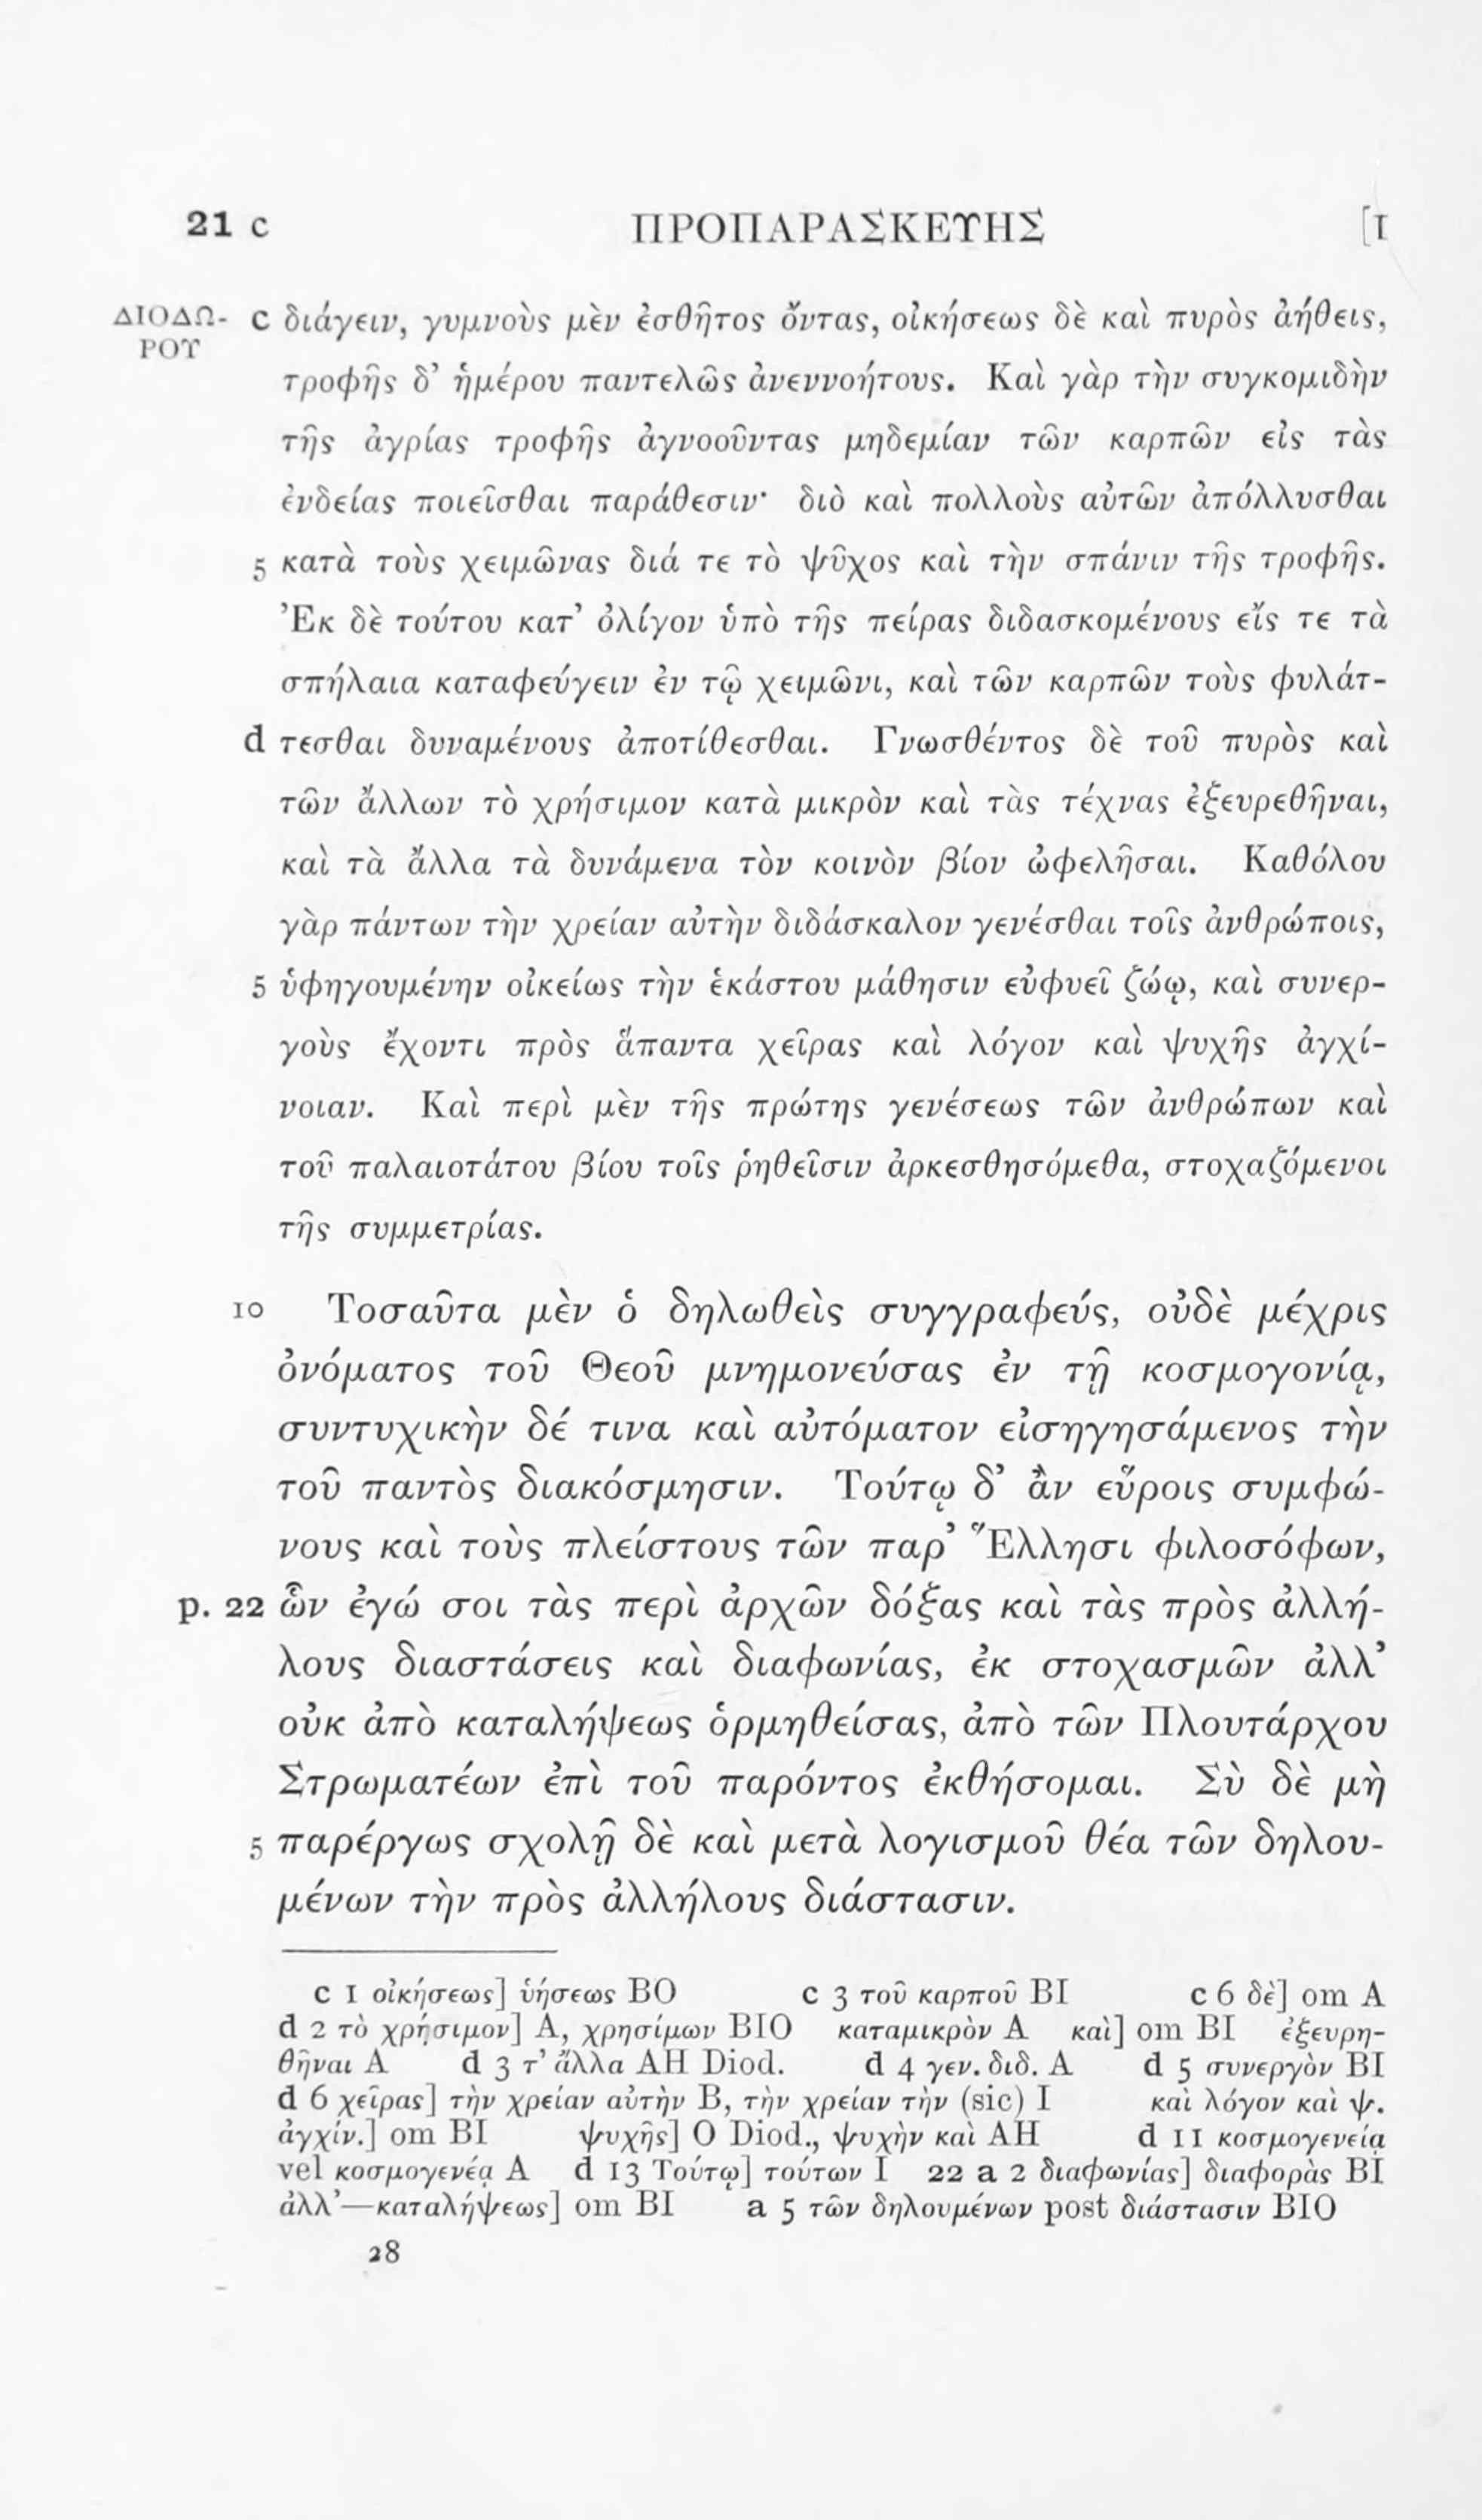 21 c ΠΡΟΠΑΡΑΣΚΕΥΗΣ [I
ΔΙΟΔΩ- c διάγειν, γυμνοὺς μὲν ἐσθῆτος ὄντας, οἰκήσεως δὲ καὶ πυρὸς ἀήθεις,
ΡΟΥ
τροφῆς δ’ ἡμέρου παντελῶς ἀνεννοήτους. Καὶ γὰρ τὴν συγκομιδὴν
τῆς ἀγρίας τροφῆς ἀγνοοῦντας μηδεμίαν τῶν καρπῶν εἰς τὰς
ἐνδείας ποιεῖσθαι παράθεσιν· διὸ καὶ πολλοὺς αὐτῶν ἀπόλλυσθαι
5 κατὰ τοὺς χειμῶνας διά τε τὸ ψῦχος καὶ τὴν σπάνιν τῆς τροφῆς.
Ἐκ δὲ τούτου κατ’ ὀλίγον ὑπὸ τῆς πείρας διδασκομένους εἴς τε τὰ
σπήλαια καταφεύγειν ἐν τῷ χειμῶνι, καὶ τῶν καρπῶν τοὺς φυλάτ-
d τεσθαι δυναμένους ἀποτίθεσθαι. Γνωσθέντος δὲ τοῦ πυρὸς καὶ
τῶν ἄλλων τὸ χρήσιμον κατὰ μικρὸν καὶ τὰς τέχνας ἐξευρεθῆναι,
καὶ τὰ ἄλλα τὰ δυνάμενα τὸν κοινὸν βίον ὠφελῆσαι. Καθόλου
γὰρ πάντων τὴν χρείαν αὐτὴν διδάσκαλον γενέσθαι τοῖς ἀνθρώποις,
5 ὑφηγουμένην οἰκείως τὴν ἑκάστου μάθησιν εὐφυεῖ ζώῳ, καὶ συνερ-
γοὺς ἔχοντι πρὸς ἅπαντα χεῖρας καὶ λόγον καὶ ψυχῆς ἀγχί-
νοιαν. Καὶ περὶ μὲν τῆς πρώτης γενέσεως τῶν ἀνθρώπων καὶ
τοῦ παλαιοτάτου βίου τοῖς ῥηθεῖσιν ἀρκεσθησόμεθα, στοχαζόμενοι
τῆς συμμετρίας.
10 Τοσαῦτα μὲν ὁ δηλωθεὶς συγγραφεύς, οὐδὲ μέχρις
ὀνόματος τοῦ Θεοῦ μνημονεύσας ἐν τῇ κοσμογονίᾳ,
συντυχικὴν δέ τινα καὶ αὐτόματον εἰσηγησάμενος τὴν
τοῦ παντὸς διακόσμησιν. Τούτῳ δ’ ἂν εὕροις συμφώ-
νους καὶ τοὺς πλείστους τῶν παρ’ Ἕλλησι φιλοσόφων,
p. 22 ὧν ἐγώ σοι τὰς περὶ ἀρχῶν δόξας καὶ τὰς πρὸς ἀλλή-
λους διαστάσεις καὶ διαφωνίας, ἐκ στοχασμῶν ἀλλ’
οὐκ ἀπὸ καταλήψεως ὁρμηθείσας, ἀπὸ τῶν Πλουτάρχου
Στρωματέων ἐπὶ τοῦ παρόντος ἐκθήσομαι. Σὺ δὲ μὴ
5 παρέργως σχολῇ δὲ καὶ μετὰ λογισμοῦ θέα τῶν δηλου-
μένων τὴν πρὸς ἀλλήλους διάστασιν.
c 1 οἰκήσεως] ὑήσεως BO c 3 τοῦ καρποῦ BI c 6 δὲ] om A
d 2 τὸ χρήσιμον] A, χρησίμων BIO καταμικρὸν A καὶ] om BI ἐξευρη-
θῆναι A d 3 τ’ ἄλλα AH Diod. d 4 γεν. διδ. A d 5 συνεργὸν BI
d 6 χεῖρας] τὴν χρείαν αὐτὴν B, τὴν χρείαν τὴν (sic) I καὶ λόγον καὶ ψ.
ἀγχίν.] om BI ψυχῆς] O Diod., ψυχὴν καὶ AH d 11 κοσμογενείᾳ
vel κοσμογενέᾳ A d 13 Τούτῳ] τούτων I 22 a 2 διαφωνίας] διαφορὰς BI
ἀλλ’—καταλήψεως] om BI a 5 τῶν δηλουμένων post διάστασιν BIO
28